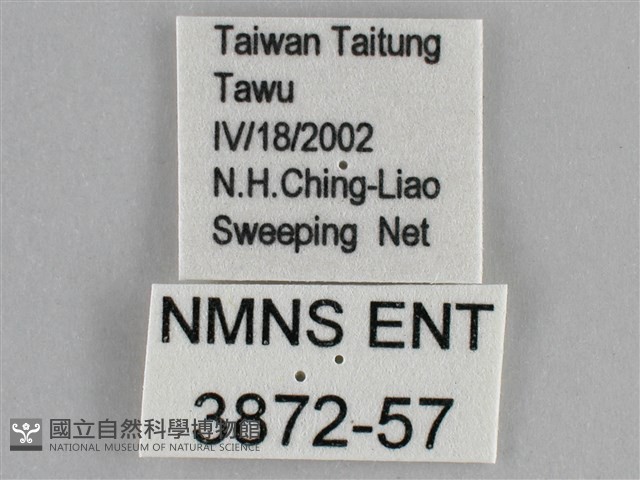 Taiwan Taitung
Tawu
IV/18/2002
N.H.Ching-Liao
Sweeping Net
NMNS ENT
3872-57
國立自然科學博物館
NATIONAL MUSEUM OF NATURAL SCIENCE